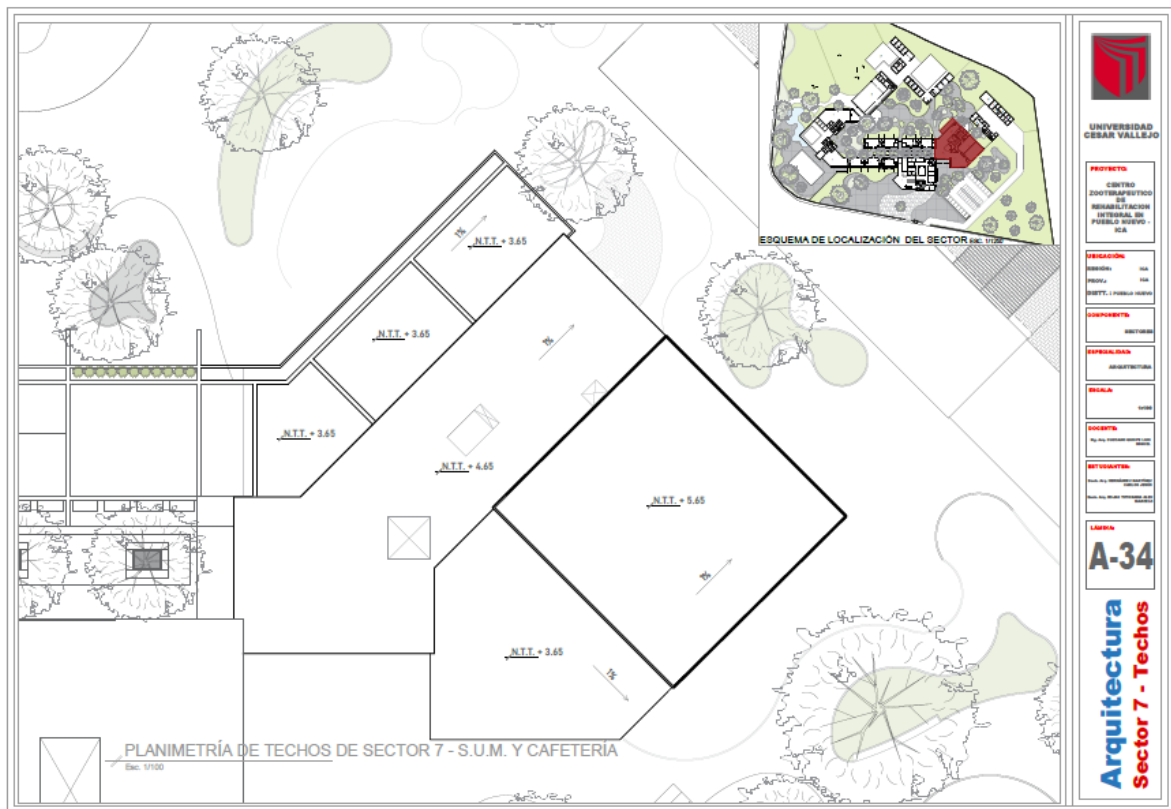 1%
N.T.T. + 3.65
N.T.T. + 3.65
1%
N.T.T. + 3.65
N.T.T. + 4.65
N.T.T. + 5.65
1%
N.T.T. + 3.65
1%
PLANIMETRÍA DE TECHOS DE SECTOR 7 - S.U.M. Y CAFETERÍA
Esc. 1/100
ESQUEMA DE LOCALIZACIÓN DEL SECTOR
UNIVERSIDAD
CESAR VALLEJO
PROYECTO:
CENTRO
ZOOTERAPEUTICO
DE
REHABILITACION
INTEGRAL EN
PUEBLO NUEVO -
ICA
UBICACIÓN:
REGIÓN: ICA
PROV.: ICA
DISTT. : PUEBLO NUEVO
COMPONENTE:
SECTORES
ESPECIALIDAD:
ARQUITECTURA
ESCALA:
1/100
DOCENTE:
ESTUDIANTES:
LÁMINA:
A-34
Arquitectura
Sector 7 - Techos